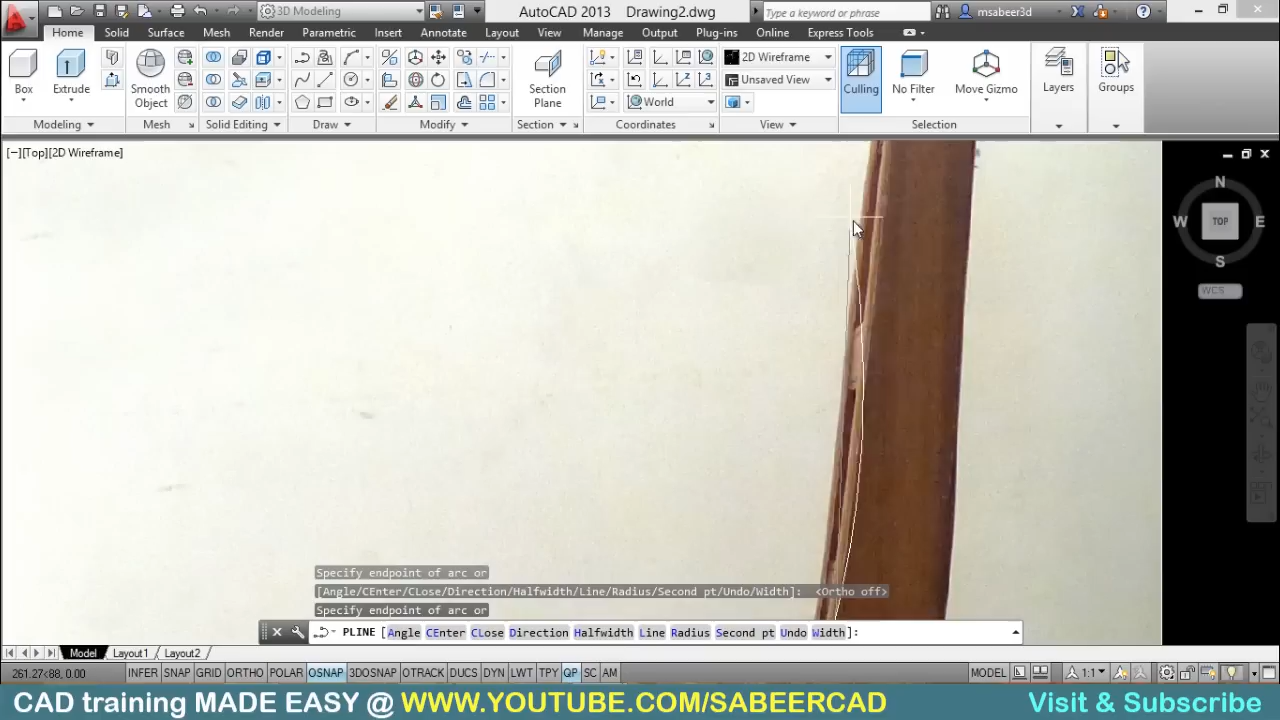 3D Modeling
AutoCAD 2013 Drawing2.dwg
Type a keyword or phrase
msabeer3d
Home Solid Surface Mesh Render Parametric Insert Annotate Layout View Manage Output Plug-ins Online Express Tools
Box
Extrude
Smooth
Object
Section
Plane
World
2D Wireframe
Unsaved View
Culling
No Filter
Move Gizmo
Layers
Groups
Modeling
Mesh
Solid Editing
Draw
Modify
Section
Coordinates
View
Selection
[−][Top][2D Wireframe]
N
W
TOP
E
S
WCS
Specify endpoint of arc or
[Angle/CEnter/CLose/Direction/Halfwidth/Line/Radius/Second pt/Undo/Width]: <Ortho off>
Specify endpoint of arc or
PLINE [Angle CEnter CLose Direction Halfwidth Line Radius Second pt Undo Width]:
Model Layout1 Layout2
261.27<88, 0.00
INFER SNAP GRID ORTHO POLAR OSNAP 3DOSNAP OTRACK DUCS DYN LWT TPY QP SC AM
MODEL
1:1
CAD training MADE EASY @ WWW.YOUTUBE.COM/SABEERCAD
Visit & Subscribe